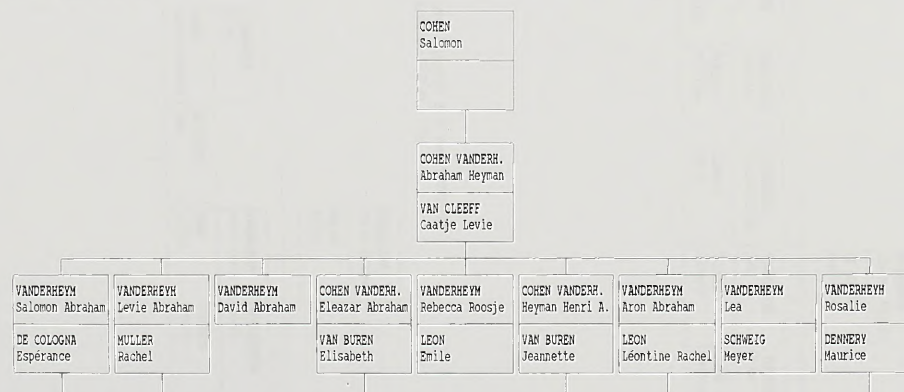 COHEN
Salomon
COHEN VANDERH.
Abraham Heyman
VAN CLEEFF
Caatje Levie
VANDERHEYM
Salomon Abraham
DE COLOGNA
Espérance
VANDERHEYM
Levie Abraham
MULLER
Rachel
VANDERHEYM
David Abraham
COHEN VANDERH.
Eleazar Abraham
VAN BUREN
Elisabeth
VANDERHEYM
Rebecca Roosje
LEON
Emile
COHEN VANDERH.
Heyman Henri A.
VAN BUREN
Jeannette
VANDERHEYM
Aron Abraham
LEON
Léontine Rachel
VANDERHEYM
Lea
SCHWEIG
Meyer
VANDERHEYM
Rosalie
DENNERY
Maurice